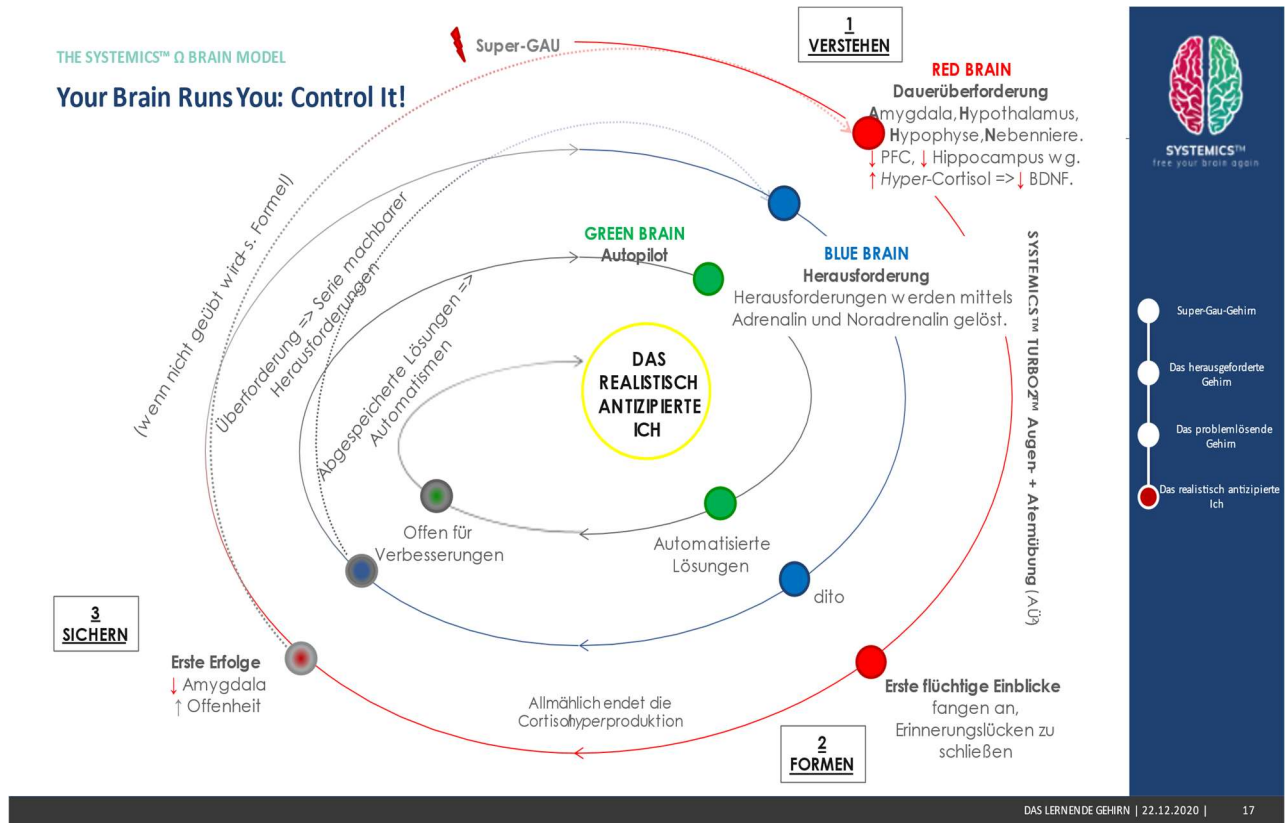 THE SYSTEMICS™ Ω BRAIN MODEL
Your Brain Runs You: Control It!
Super-GAU
1
VERSTEHEN
RED BRAIN
Dauerüberforderung
Amygdala, Hypothalamus,
Hypophyse, Nebenniere.
↓ PFC, ↓ Hippocampus w g.
↑ Hyper-Cortisol => ↓ BDNF.
(wenn nicht geübt wird- s. Formel)
Überforderung => Serie machbarer
Herausforderungen
Abgespeicherte Lösungen =>
Automatismen
GREEN BRAIN
Autopilot
BLUE BRAIN
Herausforderung
Herausforderungen werden mittels
Adrenalin und Noradrenalin gelöst.
DAS
REALISTISCH
ANTIZIPIERTE
ICH
SYSTEMICS™ TURBO2™ Augen- + Atemübung (AÜ²)
Offen für
Verbesserungen
Automatisierte
Lösungen
dito
3
SICHERN
Erste Erfolge
↓ Amygdala
↑ Offenheit
Allmählich endet die
Cortisolhyperproduktion
Erste flüchtige Einblicke
fangen an,
Erinnerungslücken zu
schließen
2
FORMEN
SYSTEMICS™
free your brain again
Super-Gau-Gehirn
Das herausgeforderte
Gehirn
Das problemlösende
Gehirn
Das realistisch antizipierte
Ich
DAS LERNENDE GEHIRN | 22.12.2020 | 17